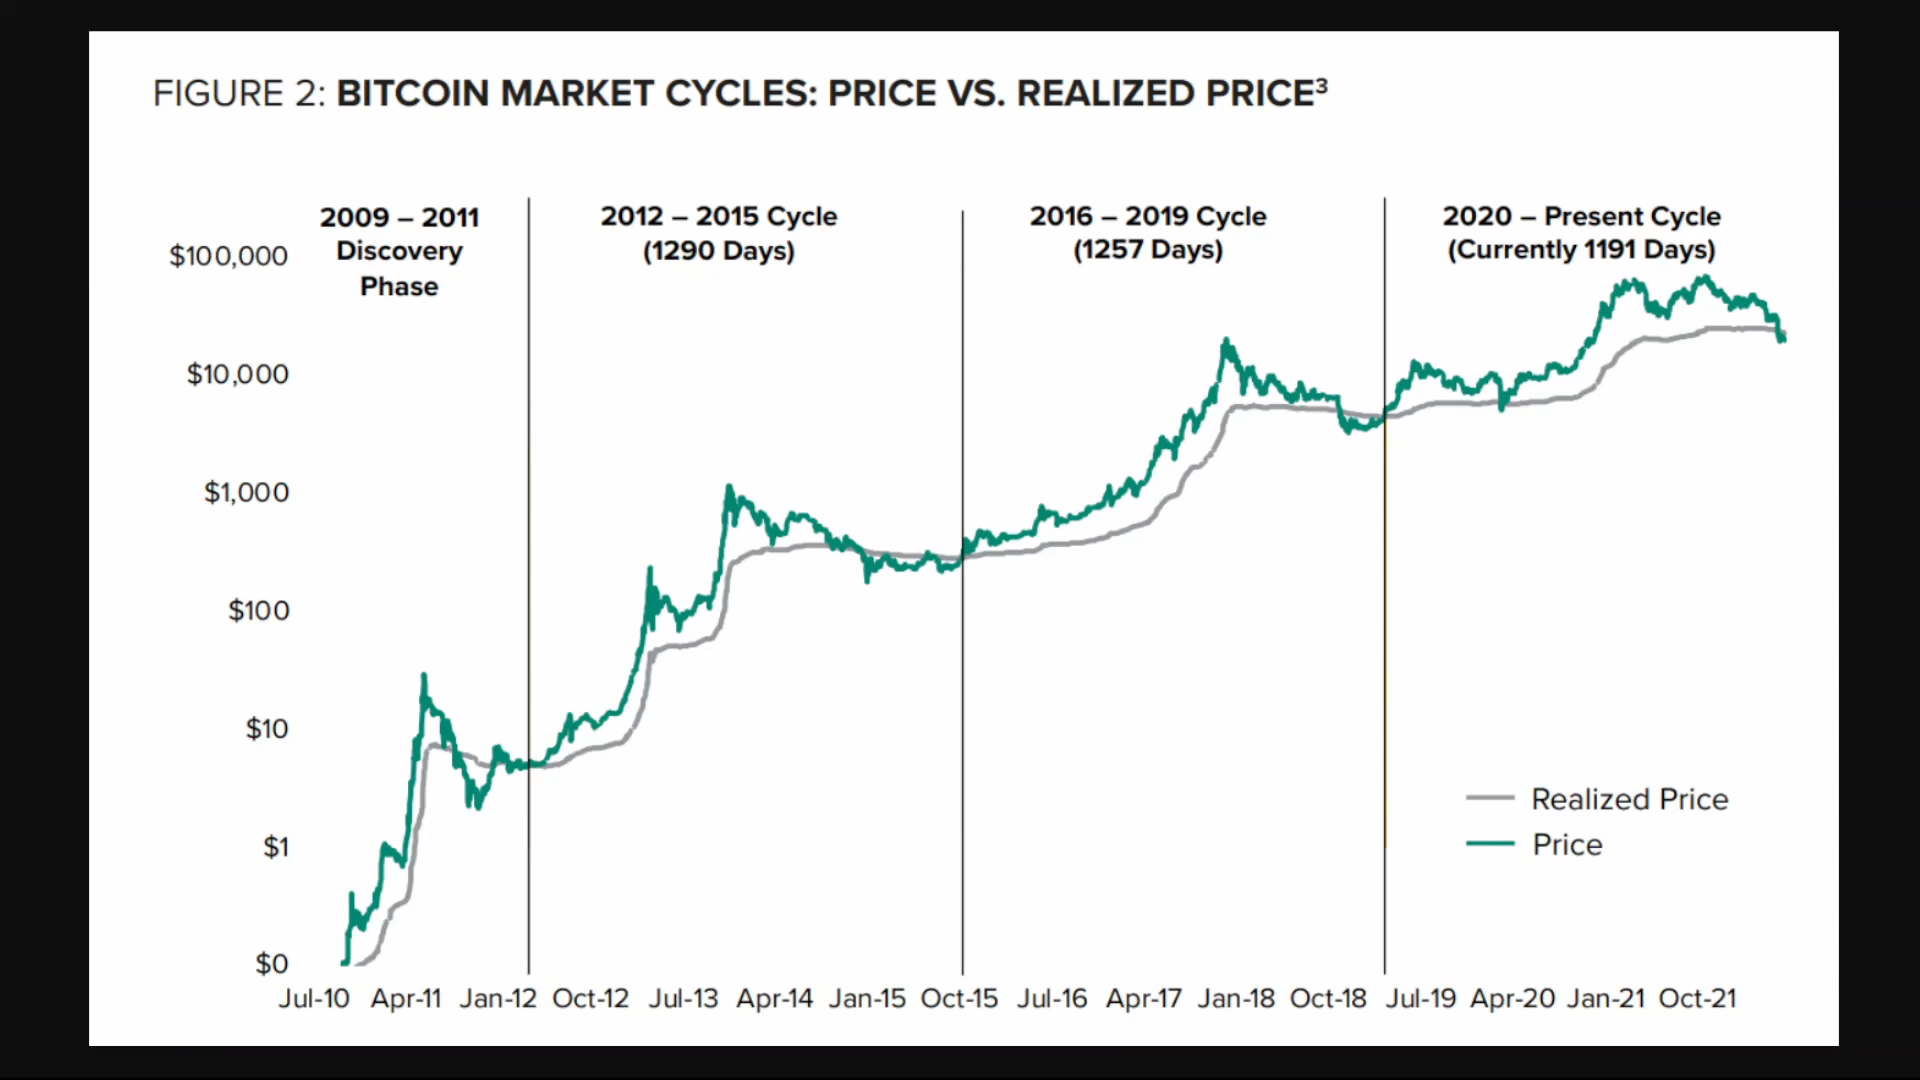 FIGURE 2: BITCOIN MARKET CYCLES: PRICE VS. REALIZED PRICE³
2009 – 2011
Discovery
Phase
2012 – 2015 Cycle
(1290 Days)
2016 – 2019 Cycle
(1257 Days)
2020 – Present Cycle
(Currently 1191 Days)
$100,000
$10,000
$1,000
$100
$10
$1
$0
Realized Price
Price
Jul-10 Apr-11 Jan-12 Oct-12 Jul-13 Apr-14 Jan-15 Oct-15 Jul-16 Apr-17 Jan-18 Oct-18 Jul-19 Apr-20 Jan-21 Oct-21